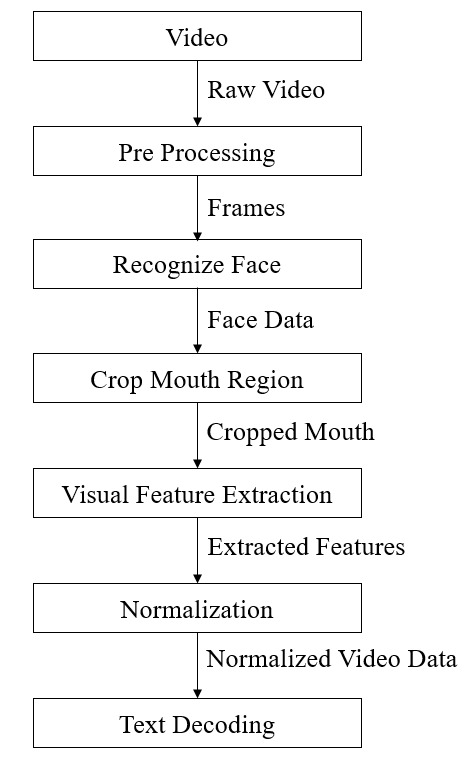 Video
Raw Video
Pre Processing
Frames
Recognize Face
Face Data
Crop Mouth Region
Cropped Mouth
Visual Feature Extraction
Extracted Features
Normalization
Normalized Video Data
Text Decoding